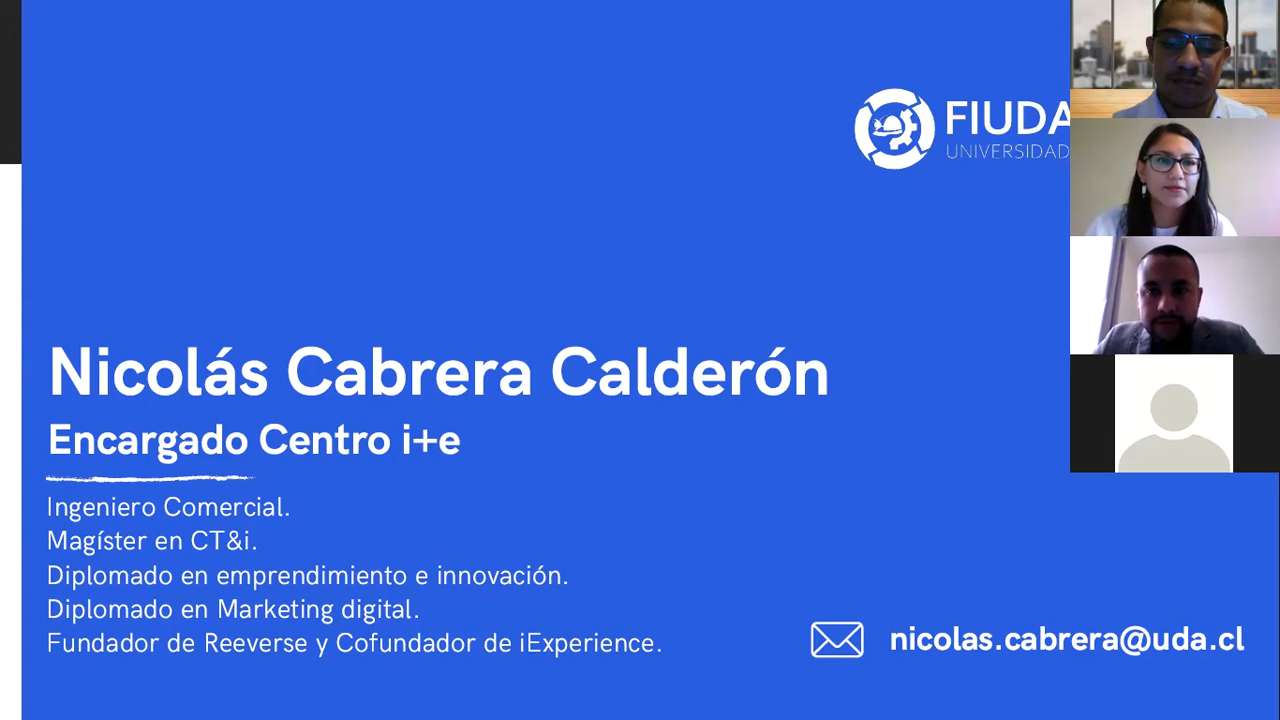 FIUDA
UNIVERSIDAD
Nicolás Cabrera Calderón
Encargado Centro i+e
Ingeniero Comercial.
Magíster en CT&i.
Diplomado en emprendimiento e innovación.
Diplomado en Marketing digital.
Fundador de Reeverse y Cofundador de iExperience.
nicolas.cabrera@uda.cl